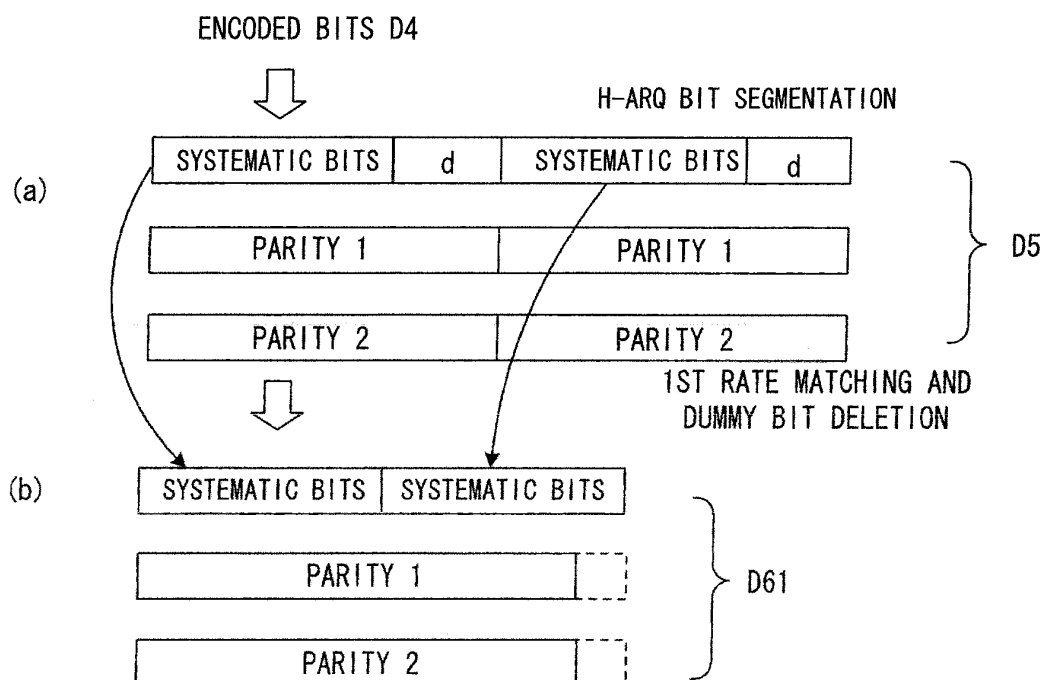 ENCODED BITS D4
H-ARQ BIT SEGMENTATION
(a)
SYSTEMATIC BITS d SYSTEMATIC BITS d
PARITY 1 PARITY 1
D5
PARITY 2 PARITY 2
1ST RATE MATCHING AND
DUMMY BIT DELETION
(b)
SYSTEMATIC BITS SYSTEMATIC BITS
PARITY 1
D61
PARITY 2